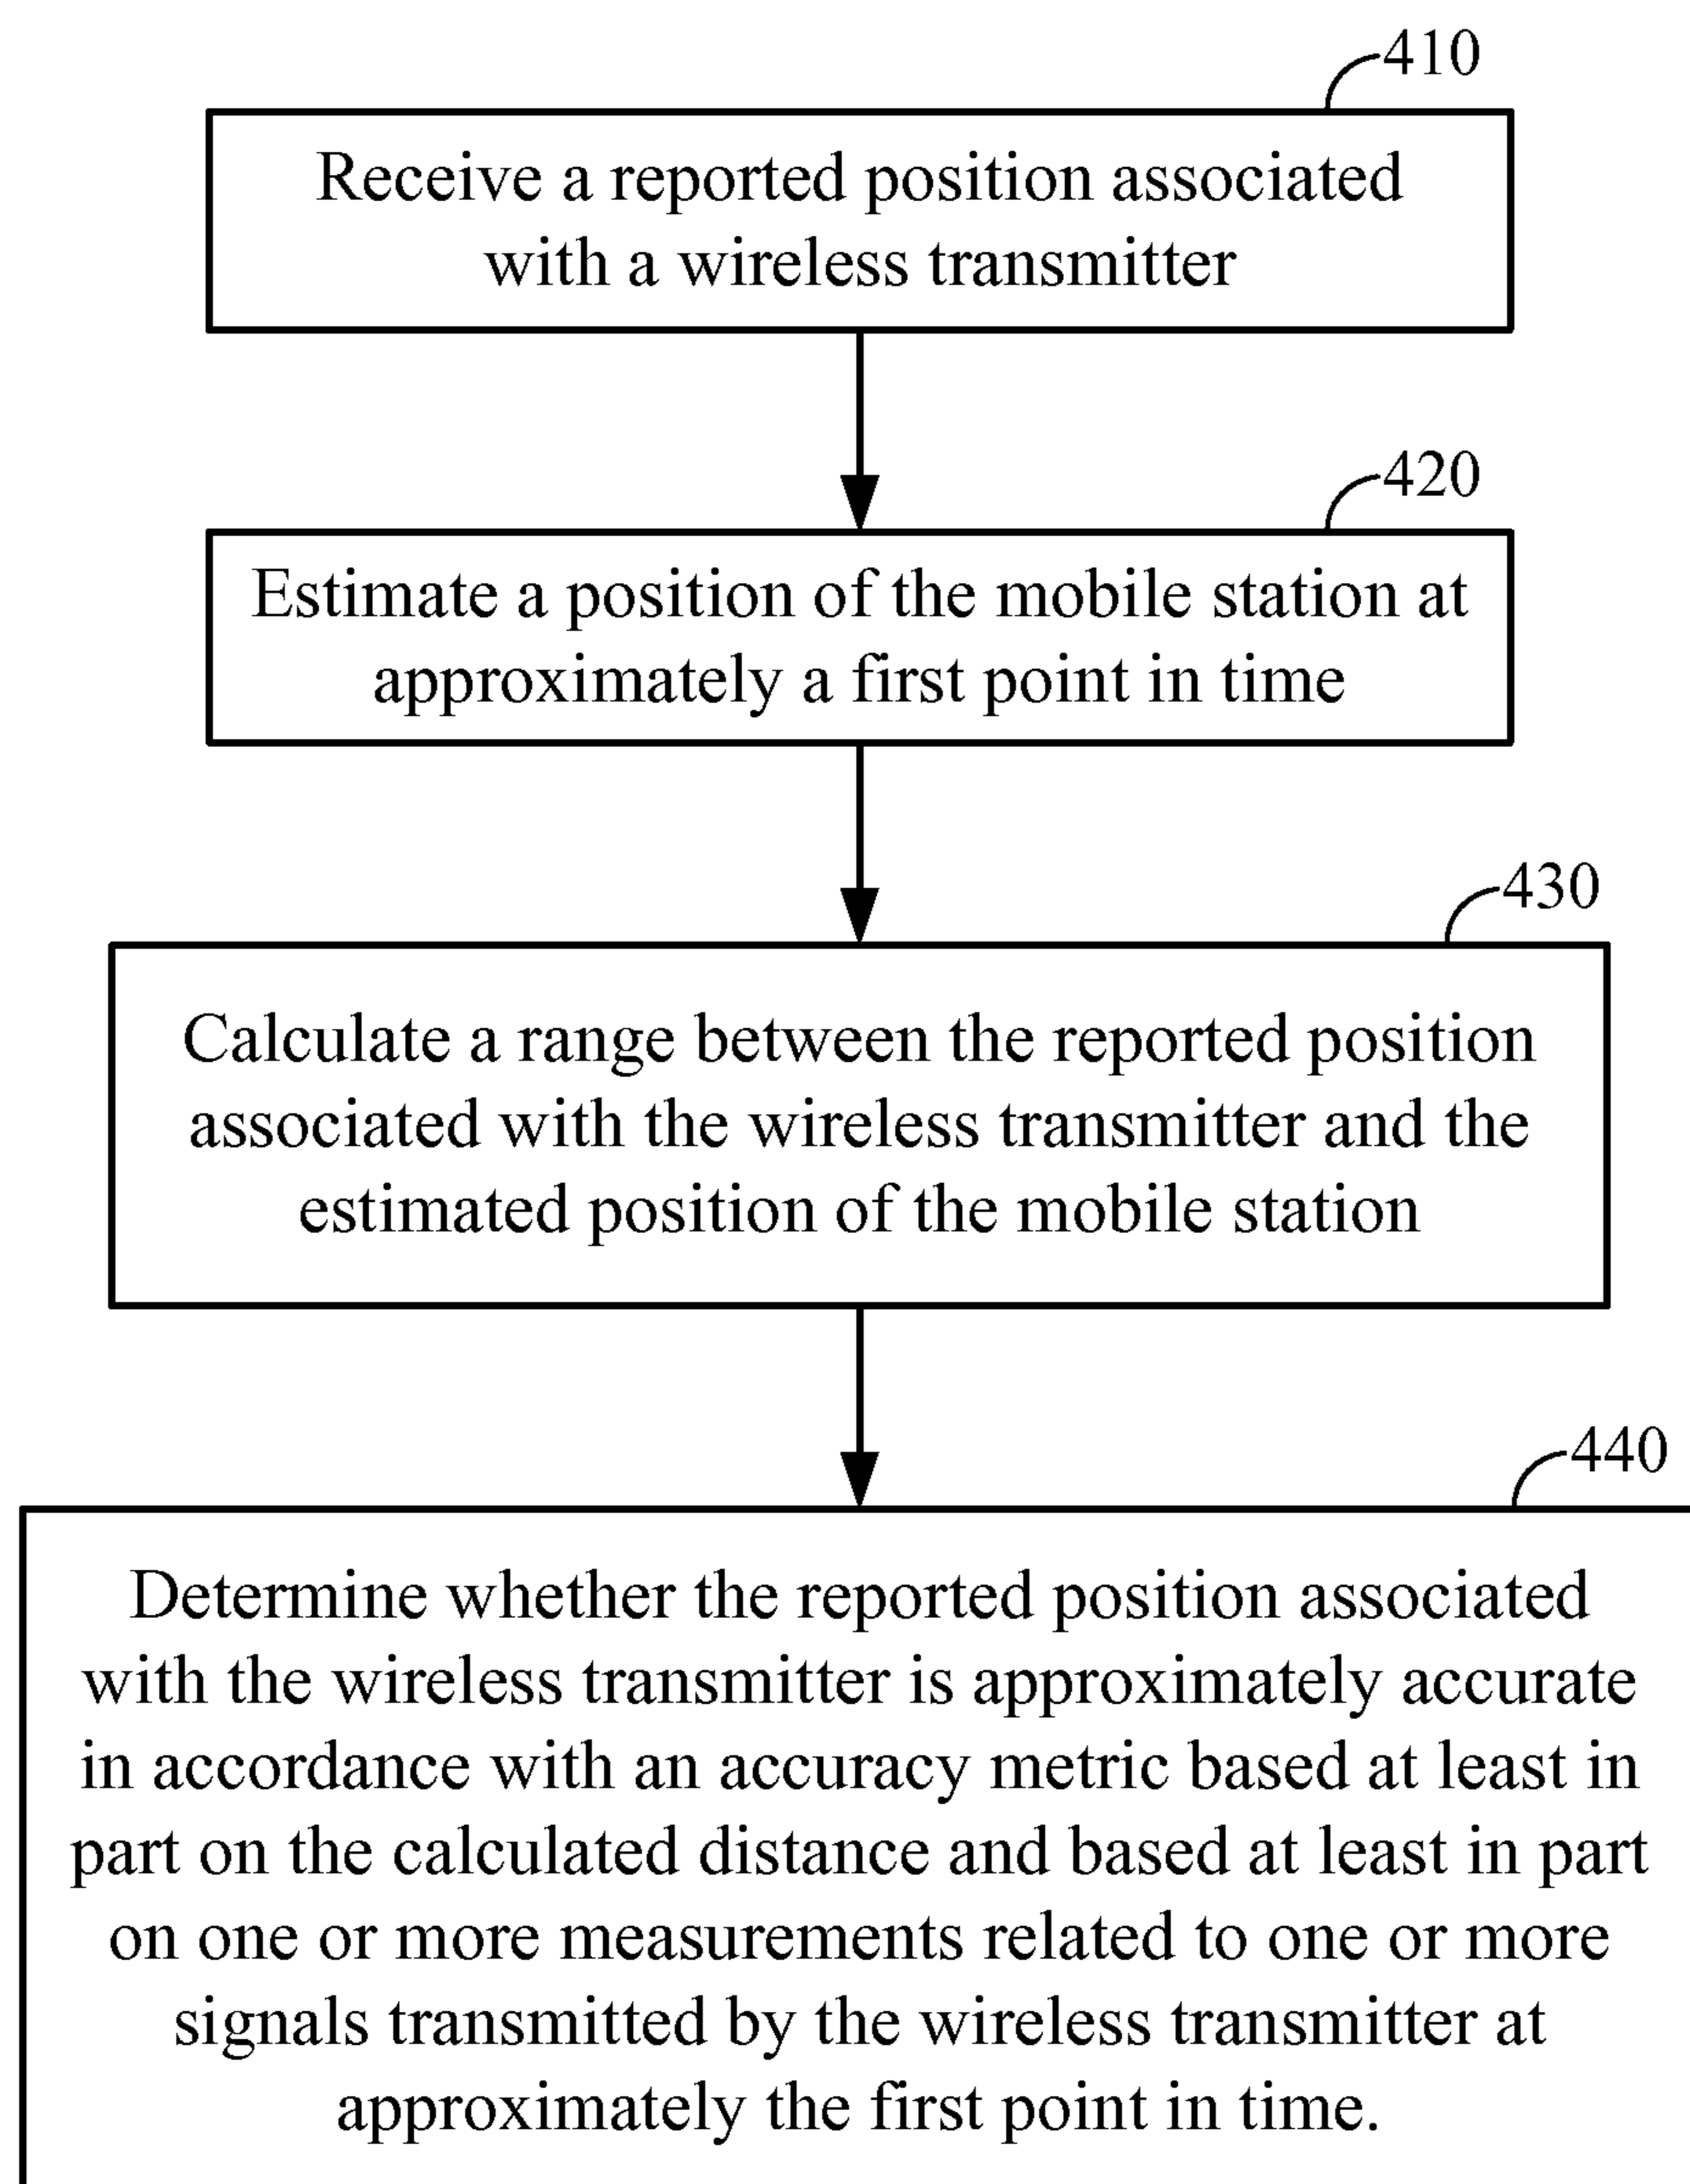 410
Receive a reported position associated
with a wireless transmitter
420
Estimate a position of the mobile station at
approximately a first point in time
430
Calculate a range between the reported position
associated with the wireless transmitter and the
estimated position of the mobile station
440
Determine whether the reported position associated
with the wireless transmitter is approximately accurate
in accordance with an accuracy metric based at least in
part on the calculated distance and based at least in part
on one or more measurements related to one or more
signals transmitted by the wireless transmitter at
approximately the first point in time.